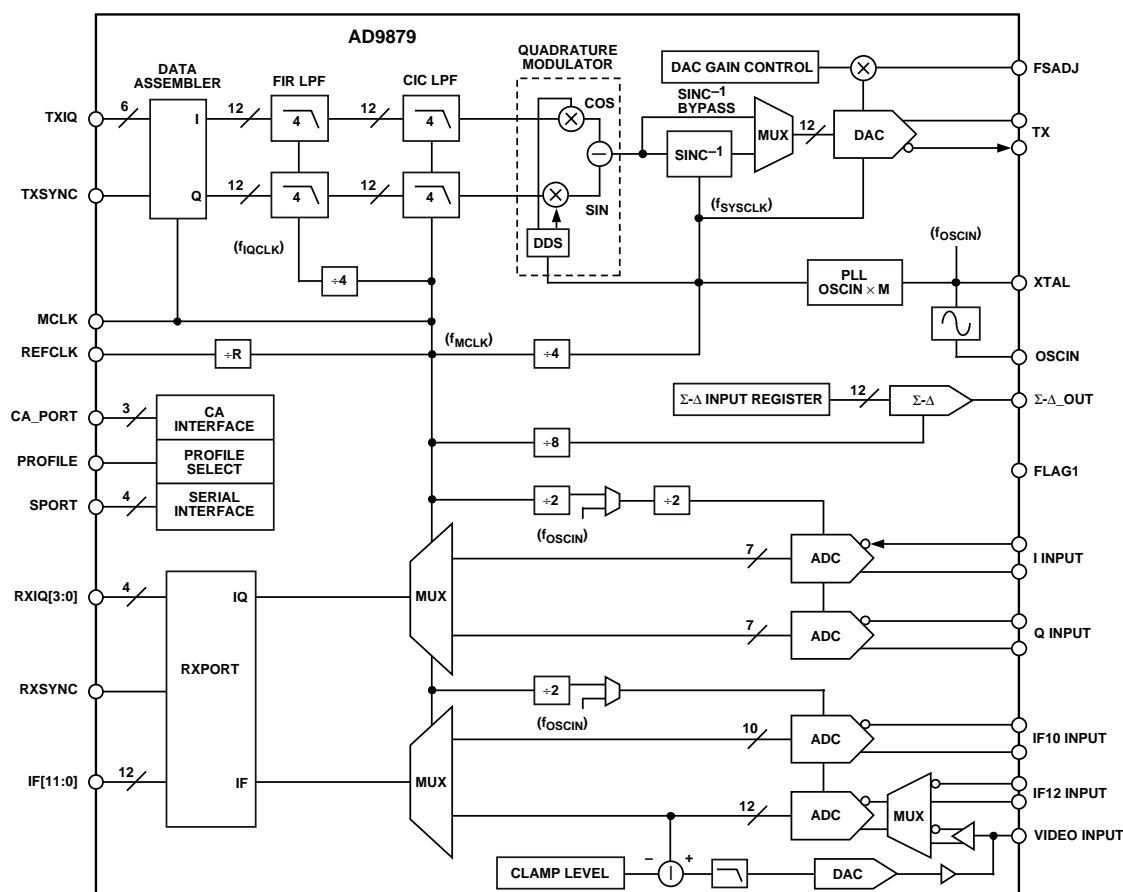 AD9879
DATA
ASSEMBLER
FIR LPF
CIC LPF
QUADRATURE
MODULATOR
DAC GAIN CONTROL
FSADJ
SINC–1
BYPASS
TXIQ
6
I
12
4
12
4
12
COS
MUX
12
DAC
TX
SINC–1
TXSYNC
Q
12
4
12
4
12
SIN
(fSYSCLK)
DDS
(fIQCLK)
÷4
(fOSCIN)
PLL
OSCIN × M
XTAL
MCLK
REFCLK
÷R
(fMCLK)
÷4
OSCIN
CA_PORT
3
CA
INTERFACE
Σ-Δ INPUT REGISTER
12
Σ-Δ
Σ-Δ_OUT
÷8
PROFILE
PROFILE
SELECT
FLAG1
SPORT
4
SERIAL
INTERFACE
÷2
÷2
(fOSCIN)
MUX
7
ADC
I INPUT
RXIQ[3:0]
4
IQ
7
ADC
Q INPUT
RXPORT
RXSYNC
÷2
(fOSCIN)
10
ADC
IF10 INPUT
IF[11:0]
12
IF
MUX
12
ADC
MUX
IF12 INPUT
VIDEO INPUT
CLAMP LEVEL
–
+
DAC